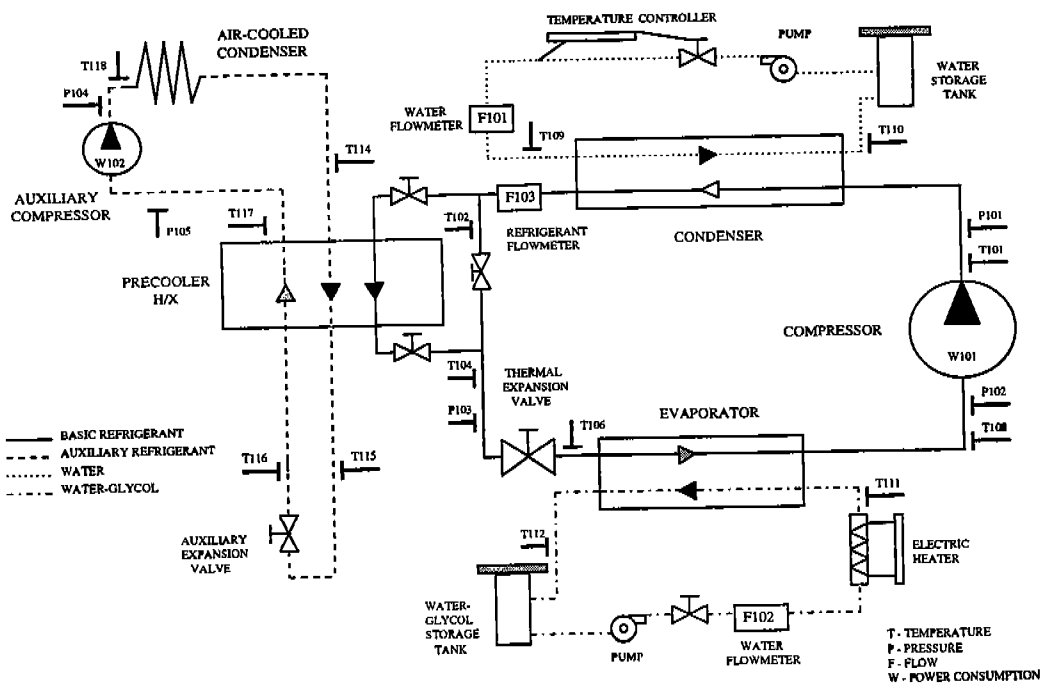 TEMPERATURE CONTROLLER
PUMP
WATER
STORAGE
TANK
AIR-COOLED
CONDENSER
T118
P104
W102
AUXILIARY
COMPRESSOR
P105
T114
T117
WATER
FLOWMETER
F101
T109
T110
F103
REFRIGERANT
FLOWMETER
T102
CONDENSER
P101
T101
COMPRESSOR
W101
P102
T108
PRECOOLER
H/X
T104
P103
THERMAL
EXPANSION
VALVE
T106
EVAPORATOR
BASIC REFRIGERANT
AUXILIARY REFRIGERANT
WATER
WATER-GLYCOL
T116
T115
AUXILIARY
EXPANSION
VALVE
T111
T112
ELECTRIC
HEATER
WATER-
GLYCOL
STORAGE
TANK
PUMP
F102
WATER
FLOWMETER
T - TEMPERATURE
P - PRESSURE
F - FLOW
W - POWER CONSUMPTION